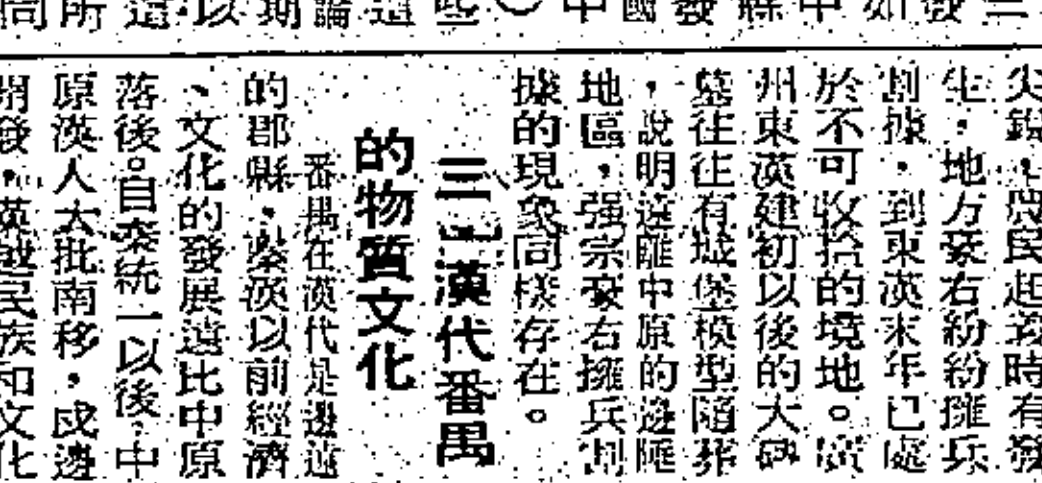 尖銳，農民起義時有發
生，地方豪右紛紛擁兵
割據，到東漢末年已處
於不可收拾的境地。廣
州東漢建初以後的大
墓往往有城堡模型隨葬
，說明遠離中原的邊陲
地區，强宗豪右擁兵割
據的現象同樣存在。
三、漢代番禺
的物質文化
番禺在漢代是邊遠
的郡縣，秦漢以前經濟
、文化的發展遠比中原
落後。自秦統一以後，中
原漢人大批南移，戍邊
開發，漢越民族和文化